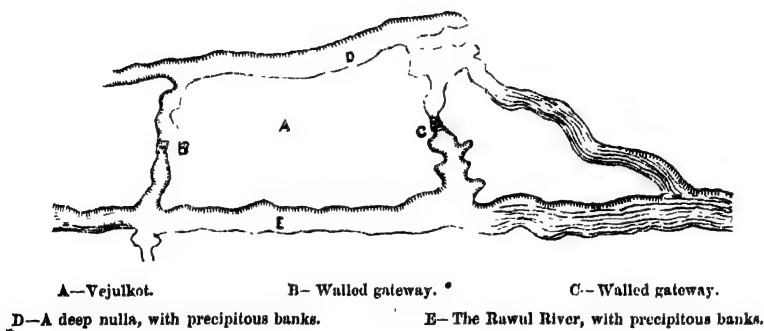 D
A
B
C
E
A—Vejulkot. B—Walled gateway. C—Walled gateway.
D—A deep nulla, with precipitous banks. E—The Rawul River, with precipitous banks.